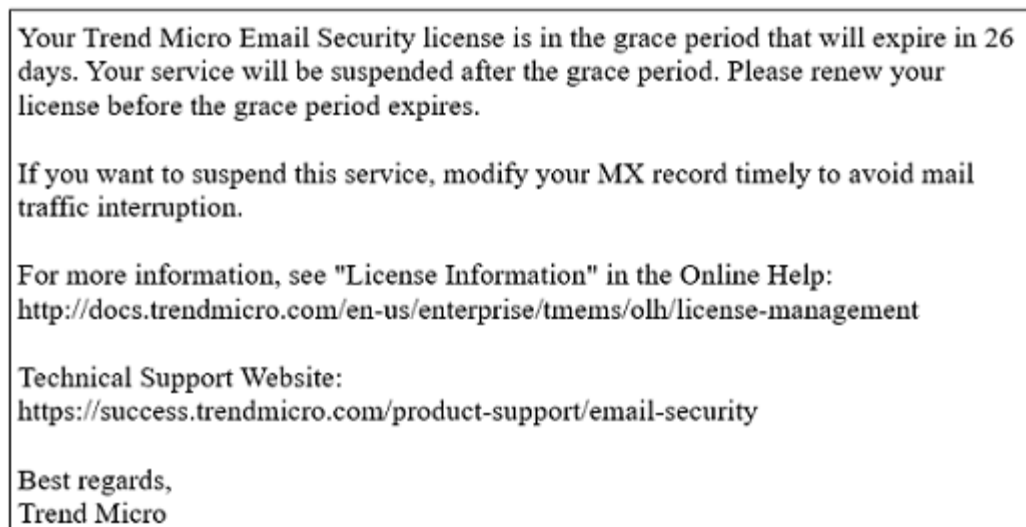 Your Trend Micro Email Security license is in the grace period that will expire in 26
days. Your service will be suspended after the grace period. Please renew your
license before the grace period expires.
If you want to suspend this service, modify your MX record timely to avoid mail
traffic interruption.
For more information, see "License Information" in the Online Help:
http://docs.trendmicro.com/en-us/enterprise/tmems/olh/license-management
Technical Support Website:
https://success.trendmicro.com/product-support/email-security
Best regards,
Trend Micro